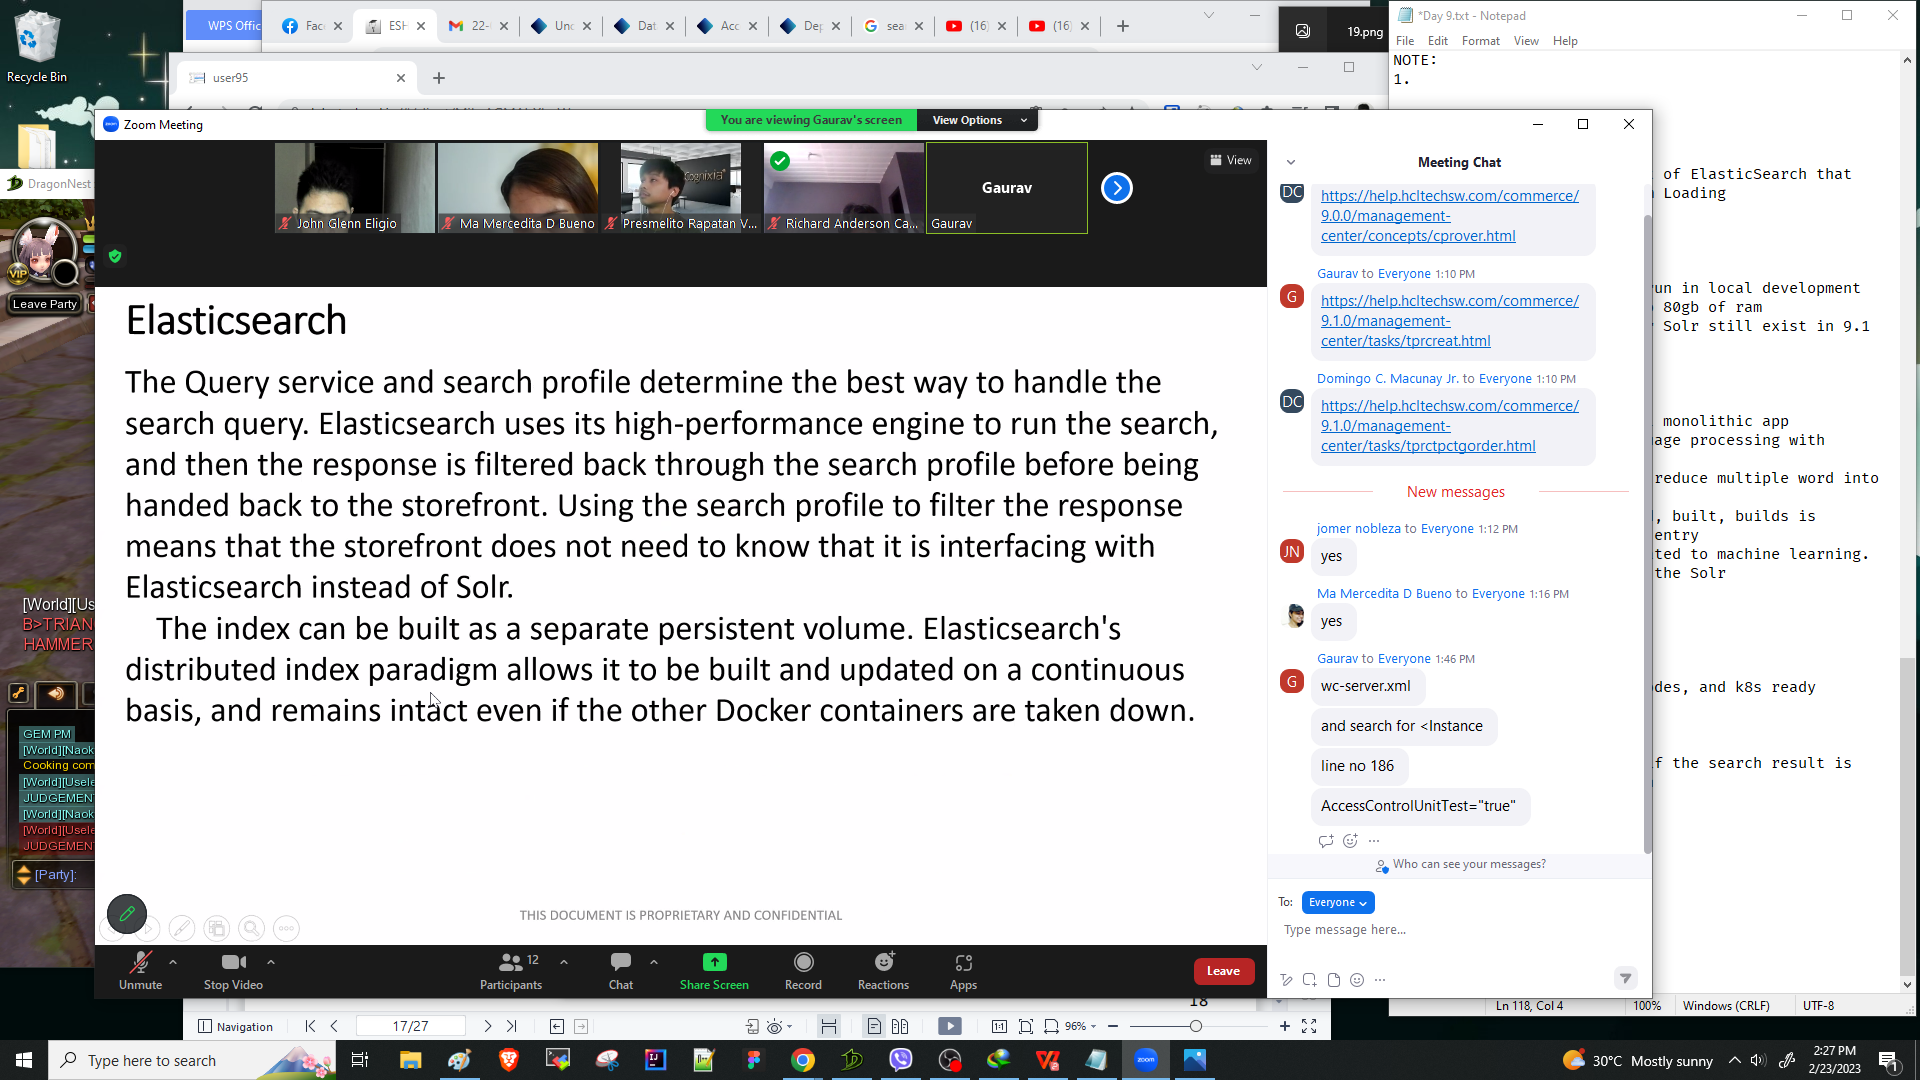 Recycle Bin
WPS Offic
Fac
ESH
22-
Und
Dat
Acc
Dep
sea
(16)
(16)
19.png
user95
*Day 9.txt - Notepad
File Edit Format View Help
NOTE:
1.
of ElasticSearch that
Loading
run in local development
80gb of ram
Solr still exist in 9.1
monolithic app
age processing with
reduce multiple word into
, built, builds is
entry
ted to machine learning.
the Solr
odes, and k8s ready
if the search result is
Ln 118, Col 4 100% Windows (CRLF) UTF-8
DragonNest
VIP
Leave Party
[World][Us
B>TRIAN
HAMMER
GEM PM
[World][Naok
Cooking com
[World][Usele
JUDGEMENT
[World][Naok
[World][Usele
JUDGEMENT
[Party]:
Zoom Meeting
You are viewing Gaurav's screen
View Options
John Glenn Eligio
Ma Mercedita D Bueno
Cognixia
Presmelito Rapatan V...
Richard Anderson Ca...
Gaurav
Gaurav
View
Elasticsearch
The Query service and search profile determine the best way to handle the
search query. Elasticsearch uses its high-performance engine to run the search,
and then the response is filtered back through the search profile before being
handed back to the storefront. Using the search profile to filter the response
means that the storefront does not need to know that it is interfacing with
Elasticsearch instead of Solr.
The index can be built as a separate persistent volume. Elasticsearch's
distributed index paradigm allows it to be built and updated on a continuous
basis, and remains intact even if the other Docker containers are taken down.
THIS DOCUMENT IS PROPRIETARY AND CONFIDENTIAL
Unmute
Stop Video
Participants
12
Chat
Share Screen
Record
Reactions
Apps
Leave
Meeting Chat
DC
https://help.hcltechsw.com/commerce/
9.0.0/management-
center/concepts/cprover.html
Gaurav to Everyone 1:10 PM
G
https://help.hcltechsw.com/commerce/
9.1.0/management-
center/tasks/tprcreat.html
Domingo C. Macunay Jr. to Everyone 1:10 PM
DC
https://help.hcltechsw.com/commerce/
9.1.0/management-
center/tasks/tprctpctgorder.html
New messages
jomer nobleza to Everyone 1:12 PM
JN
yes
Ma Mercedita D Bueno to Everyone 1:16 PM
yes
Gaurav to Everyone 1:46 PM
G
wc-server.xml
and search for <Instance
line no 186
AccessControlUnitTest="true"
Who can see your messages?
To: Everyone
Type message here...
18
Navigation
17/27
96%
Type here to search
zoom
30°C Mostly sunny
2:27 PM
2/23/2023
1